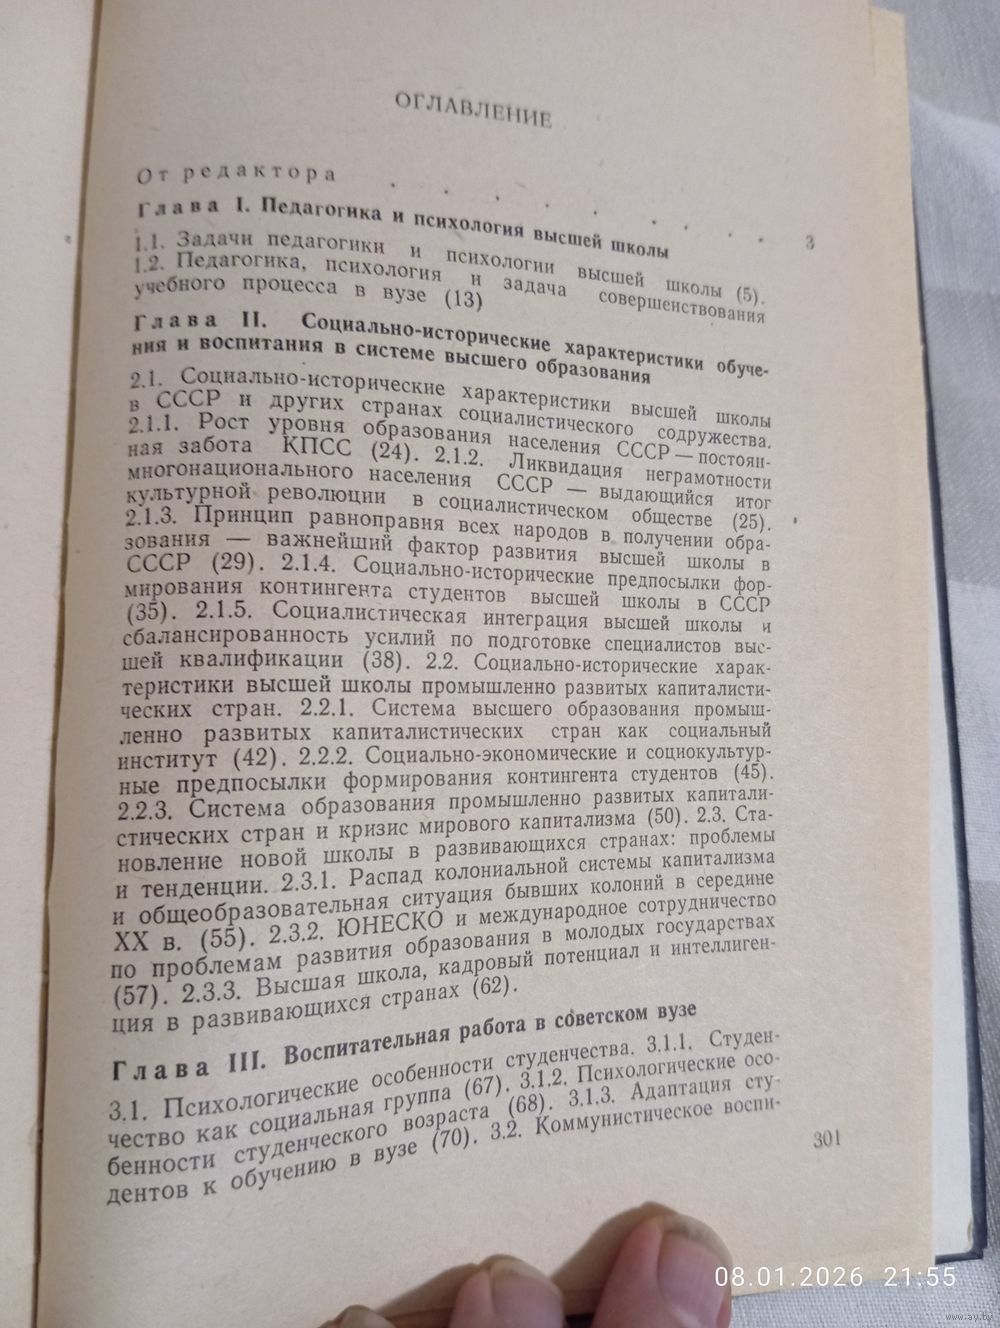 ОГЛАВЛЕНИЕ
От редактора . . . . . . . . 3
Глава I. Педагогика и психология высшей школы
1.1. Задачи педагогики и психологии высшей школы (5).
1.2. Педагогика, психология и задача совершенствования
учебного процесса в вузе (13)
Глава II. Социально-исторические характеристики обуче-
ния и воспитания в системе высшего образования
2.1. Социально-исторические характеристики высшей школы
в СССР и других странах социалистического содружества.
2.1.1. Рост уровня образования населения СССР — постоян-
ная забота КПСС (24). 2.1.2. Ликвидация неграмотности
многонационального населения СССР — выдающийся итог
культурной революции в социалистическом обществе (25).
2.1.3. Принцип равноправия всех народов в получении обра-
зования — важнейший фактор развития высшей школы в
СССР (29). 2.1.4. Социально-исторические предпосылки фор-
мирования контингента студентов высшей школы в СССР
(35). 2.1.5. Социалистическая интеграция высшей школы и
сбалансированность усилий по подготовке специалистов выс-
шей квалификации (38). 2.2. Социально-исторические харак-
теристики высшей школы промышленно развитых капиталисти-
ческих стран. 2.2.1. Система высшего образования промыш-
ленно развитых капиталистических стран как социальный
институт (42). 2.2.2. Социально-экономические и социокультур-
ные предпосылки формирования контингента студентов (45).
2.2.3. Система образования промышленно развитых капитали-
стических стран и кризис мирового капитализма (50). 2.3. Ста-
новление новой школы в развивающихся странах: проблемы
и тенденции. 2.3.1. Распад колониальной системы капитализма
и общеобразовательная ситуация бывших колоний в середине
XX в. (55). 2.3.2. ЮНЕСКО и международное сотрудничество
по проблемам развития образования в молодых государствах
(57). 2.3.3. Высшая школа, кадровый потенциал и интеллиген-
ция в развивающихся странах (62).
Глава III. Воспитательная работа в советском вузе
3.1. Психологические особенности студенчества. 3.1.1. Студен-
чество как социальная группа (67). 3.1.2. Психологические осо-
бенности студенческого возраста (68). 3.1.3. Адаптация сту-
дентов к обучению в вузе (70). 3.2. Коммунистическое воспи-
301
08.01.2026 21:55
www.ay.by